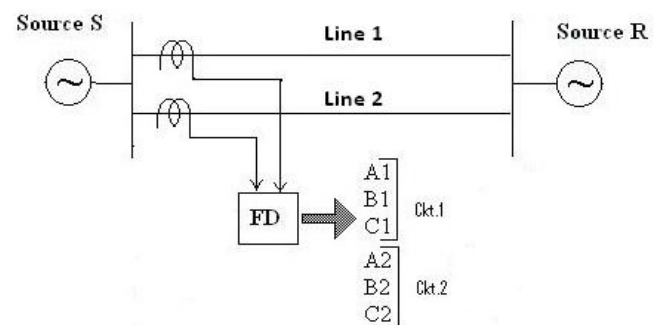 Source S
Line 1
Source R
Line 2
FD
A1
B1
C1
Ckt.1
A2
B2
C2
Ckt.2